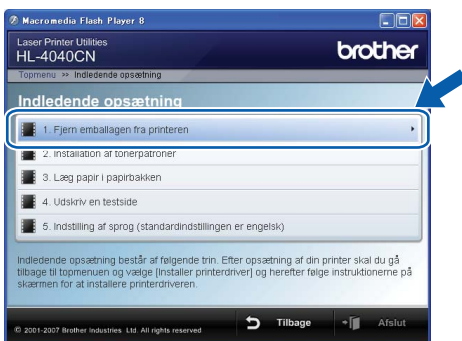 Macromedia Flash Player 8
Laser Printer Utilities
HL-4040CN
brother
Topmenu >> Indledende opsætning
Indledende opsætning
1. Fjern emballagen fra printeren
2. Installation af tonerpatroner
3. Læg papir i papirbakken
4. Udskriv en testside
5. Indstilling af sprog (standardindstillingen er engelsk)
Indledende opsætning består af følgende trin. Efter opsætning af din printer skal du gå
tilbage til topmenuen og vælge [Installer printerdriver] og herefter følge instruktionerne på
skærmen for at installere printerdriveren.
© 2001-2007 Brother Industries Ltd. All rights reserved
Tilbage
Afslut